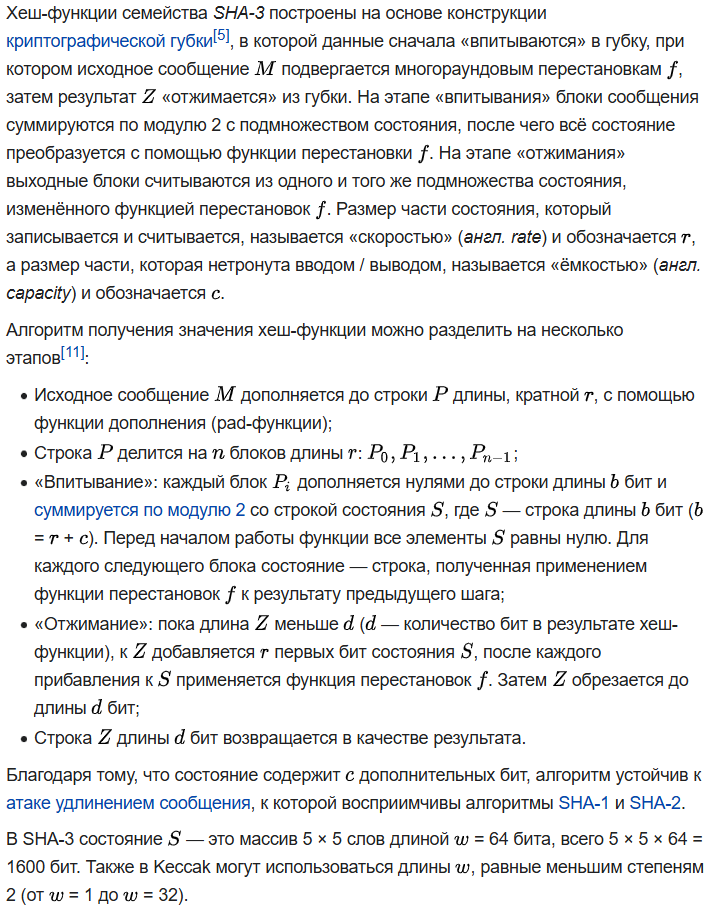 Хеш-функции семейства SHA-3 построены на основе конструкции
криптографической губки[5], в которой данные сначала «впитываются» в губку, при
котором исходное сообщение M подвергается многораундовым перестановкам f,
затем результат Z «отжимается» из губки. На этапе «впитывания» блоки сообщения
суммируются по модулю 2 с подмножеством состояния, после чего всё состояние
преобразуется с помощью функции перестановки f. На этапе «отжимания»
выходные блоки считываются из одного и того же подмножества состояния,
изменённого функцией перестановок f. Размер части состояния, который
записывается и считывается, называется «скоростью» (англ. rate) и обозначается r,
а размер части, которая нетронута вводом / выводом, называется «ёмкостью» (англ.
capacity) и обозначается c.
Алгоритм получения значения хеш-функции можно разделить на несколько
этапов[11]:
• Исходное сообщение M дополняется до строки P длины, кратной r, с помощью
функции дополнения (pad-функции);
• Строка P делится на n блоков длины r: P₀, P₁, …, Pₙ₋₁;
• «Впитывание»: каждый блок Pᵢ дополняется нулями до строки длины b бит и
суммируется по модулю 2 со строкой состояния S, где S — строка длины b бит (b
= r + c). Перед началом работы функции все элементы S равны нулю. Для
каждого следующего блока состояние — строка, полученная применением
функции перестановок f к результату предыдущего шага;
• «Отжимание»: пока длина Z меньше d (d — количество бит в результате хеш-
функции), к Z добавляется r первых бит состояния S, после каждого
прибавления к S применяется функция перестановок f. Затем Z обрезается до
длины d бит;
• Строка Z длины d бит возвращается в качестве результата.
Благодаря тому, что состояние содержит c дополнительных бит, алгоритм устойчив к
атаке удлинением сообщения, к которой восприимчивы алгоритмы SHA-1 и SHA-2.
В SHA-3 состояние S — это массив 5 × 5 слов длиной w = 64 бита, всего 5 × 5 × 64 =
1600 бит. Также в Keccak могут использоваться длины w, равные меньшим степеням
2 (от w = 1 до w = 32).